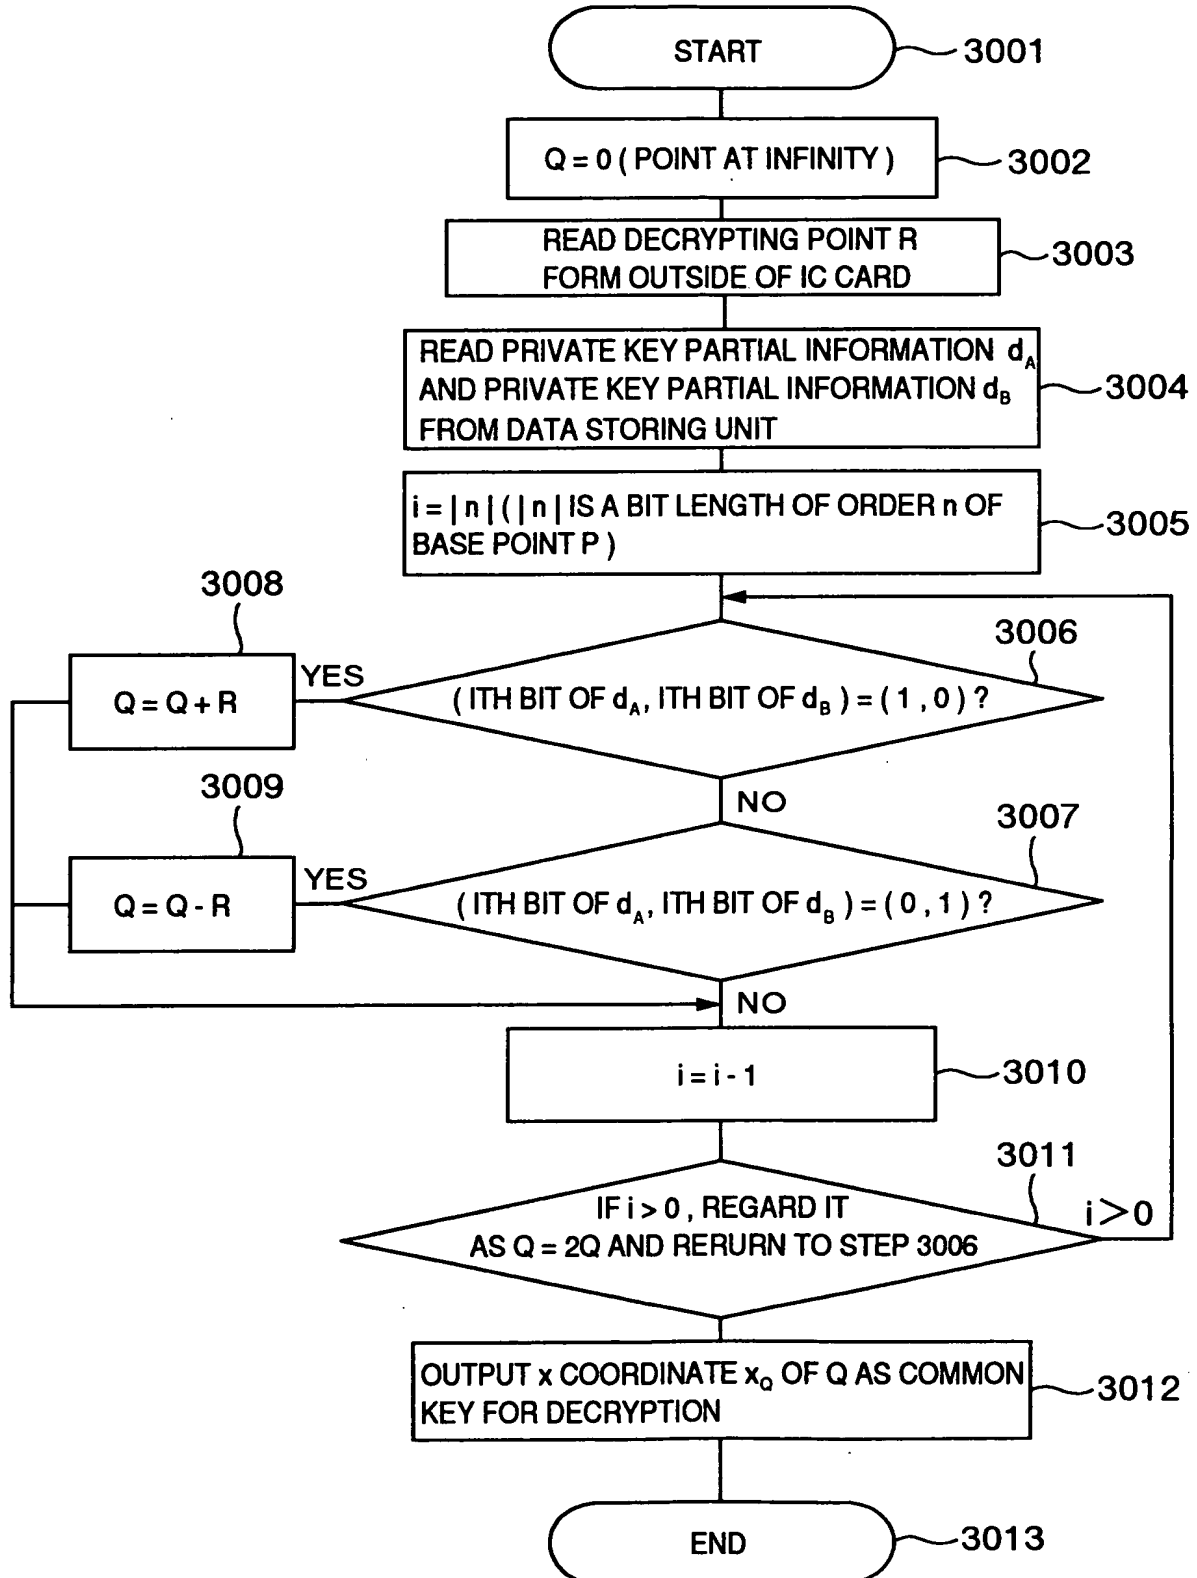 START
3001
Q = 0 ( POINT AT INFINITY )
3002
READ DECRYPTING POINT R
FORM OUTSIDE OF IC CARD
3003
READ PRIVATE KEY PARTIAL INFORMATION dA
AND PRIVATE KEY PARTIAL INFORMATION dB
FROM DATA STORING UNIT
3004
i = | n | ( | n | IS A BIT LENGTH OF ORDER n OF
BASE POINT P )
3005
3008
Q = Q + R
YES
3006
( ITH BIT OF dA, ITH BIT OF dB ) = ( 1 , 0 ) ?
NO
3009
Q = Q - R
YES
3007
( ITH BIT OF dA, ITH BIT OF dB ) = ( 0 , 1 ) ?
NO
i = i - 1
3010
3011
IF i > 0 , REGARD IT
AS Q = 2Q AND RERURN TO STEP 3006
i > 0
OUTPUT x COORDINATE xQ OF Q AS COMMON
KEY FOR DECRYPTION
3012
END
3013